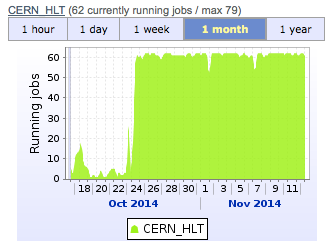 CERN_HLT (62 currently running jobs / max 79)
1 hour 1 day 1 week 1 month 1 year
Running jobs
60
50
40
30
20
10
0
18 20 22 24 26 28 30 1 3 5 7 9 11
Oct 2014 Nov 2014
CERN_HLT